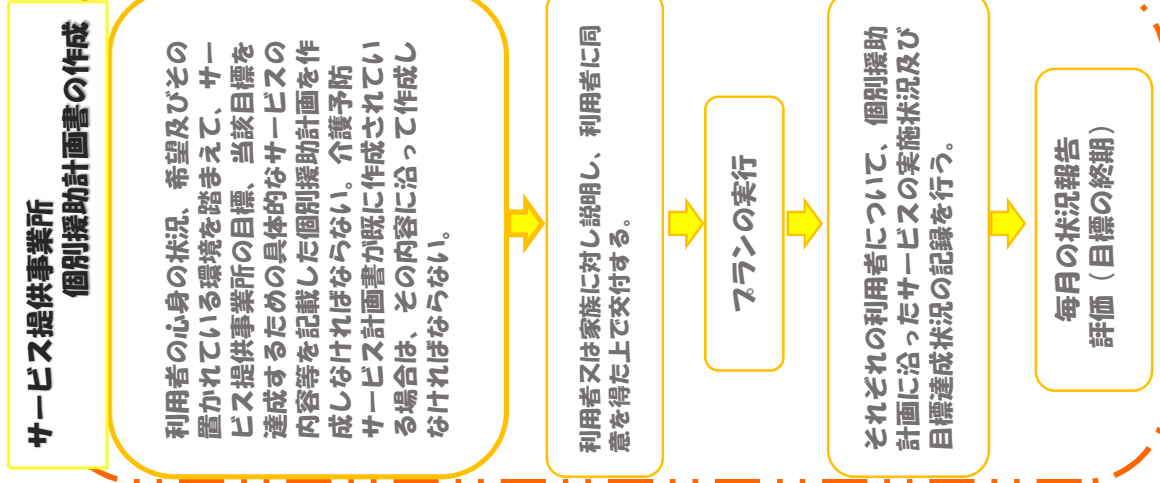 サービス提供事業所
個別援助計画書の作成
利用者の心身の状況、希望及びその
置かれている環境を踏まえて、サー
ビス提供事業所の目標、当該目標を
達成するための具体的なサービスの
内容等を記載した個別援助計画を作
成しなければならない。介護予防
サービス計画書が既に作成されてい
る場合は、その内容に沿って作成し
なければならない。
利用者又は家族に対し説明し、利用者に同
意を得た上で交付する。
プランの実行
それぞれの利用者について、個別援助
計画に沿ったサービスの実施状況及び
目標達成状況の記録を行う。
毎月の状況報告
評価（目標の終期）